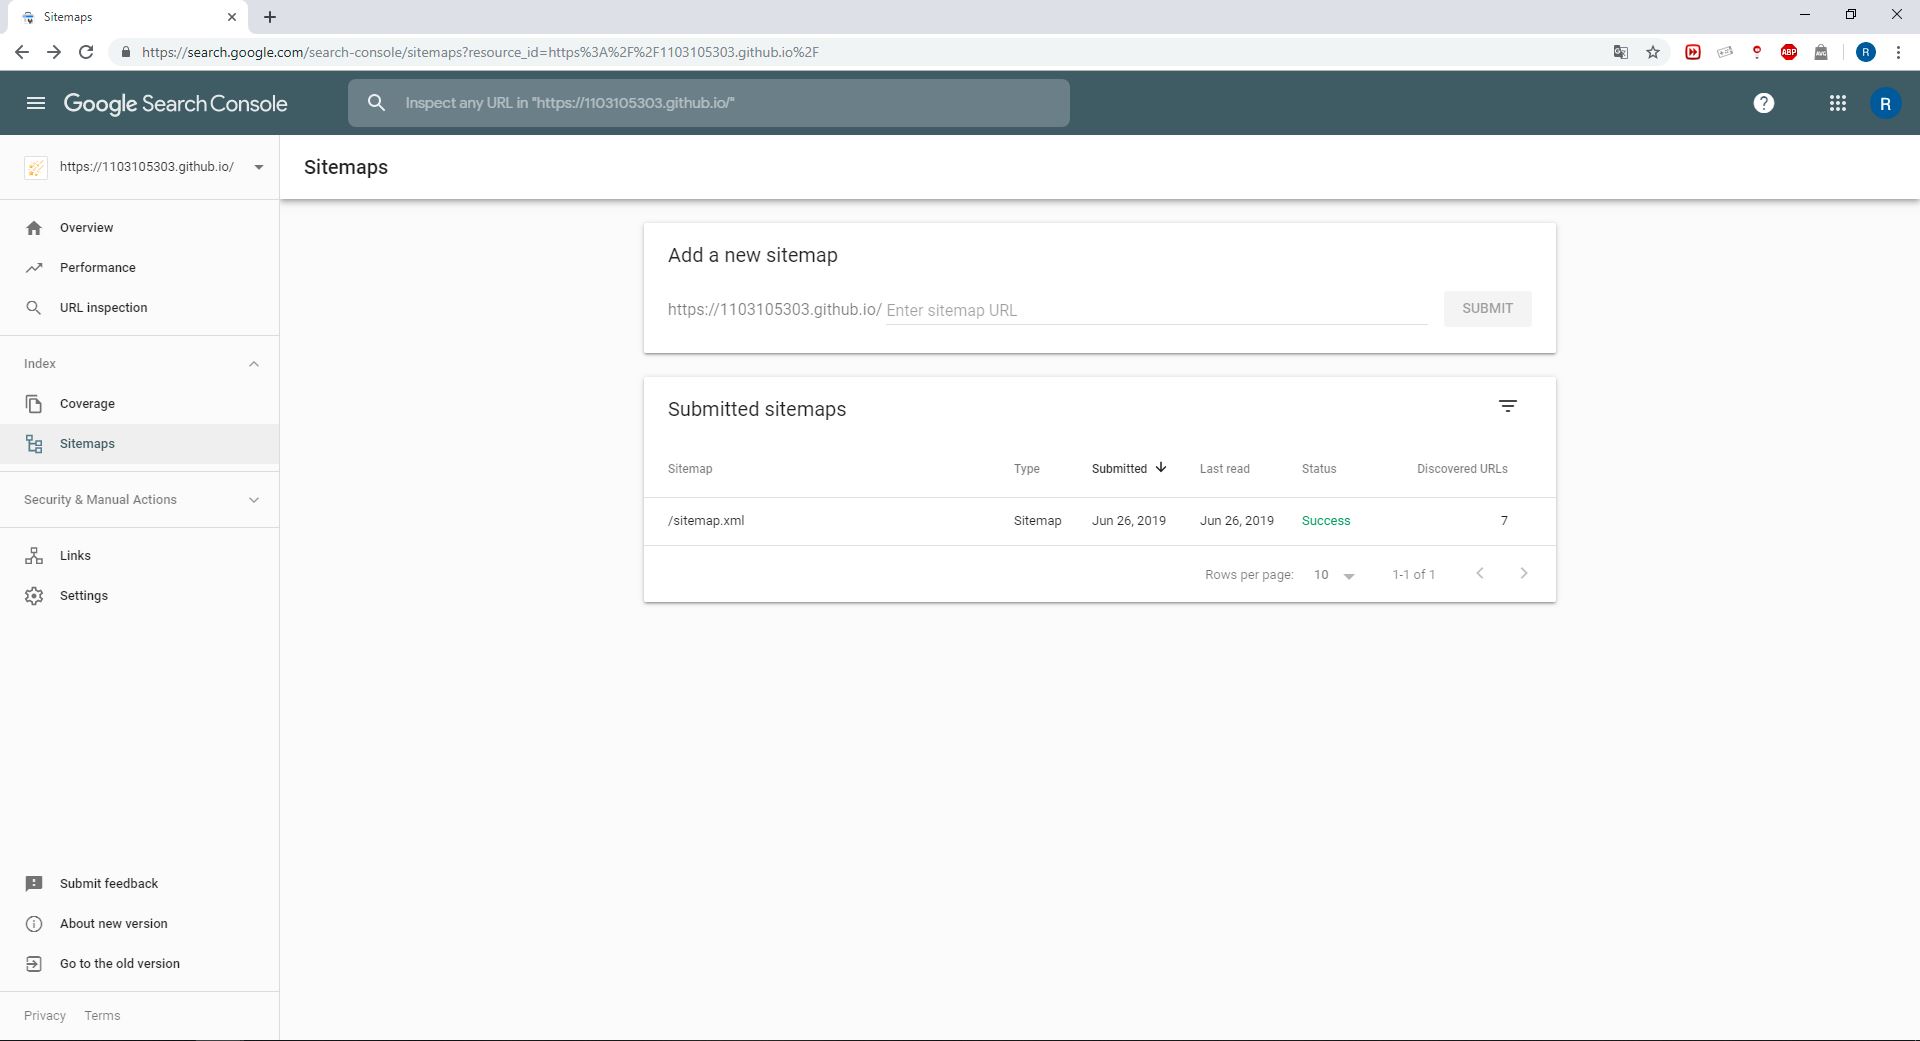 Sitemaps
https://search.google.com/search-console/sitemaps?resource_id=https%3A%2F%2F1103105303.github.io%2F
ABP
AVG
R
Google Search Console
Inspect any URL in "https://1103105303.github.io/"
?
R
https://1103105303.github.io/
Sitemaps
Overview
Performance
URL inspection
Index
Coverage
Sitemaps
Security & Manual Actions
Links
Settings
Submit feedback
About new version
Go to the old version
Privacy Terms
Add a new sitemap
https://1103105303.github.io/ Enter sitemap URL
SUBMIT
Submitted sitemaps
Sitemap Type Submitted Last read Status Discovered URLs
/sitemap.xml Sitemap Jun 26, 2019 Jun 26, 2019 Success 7
Rows per page: 10 1-1 of 1